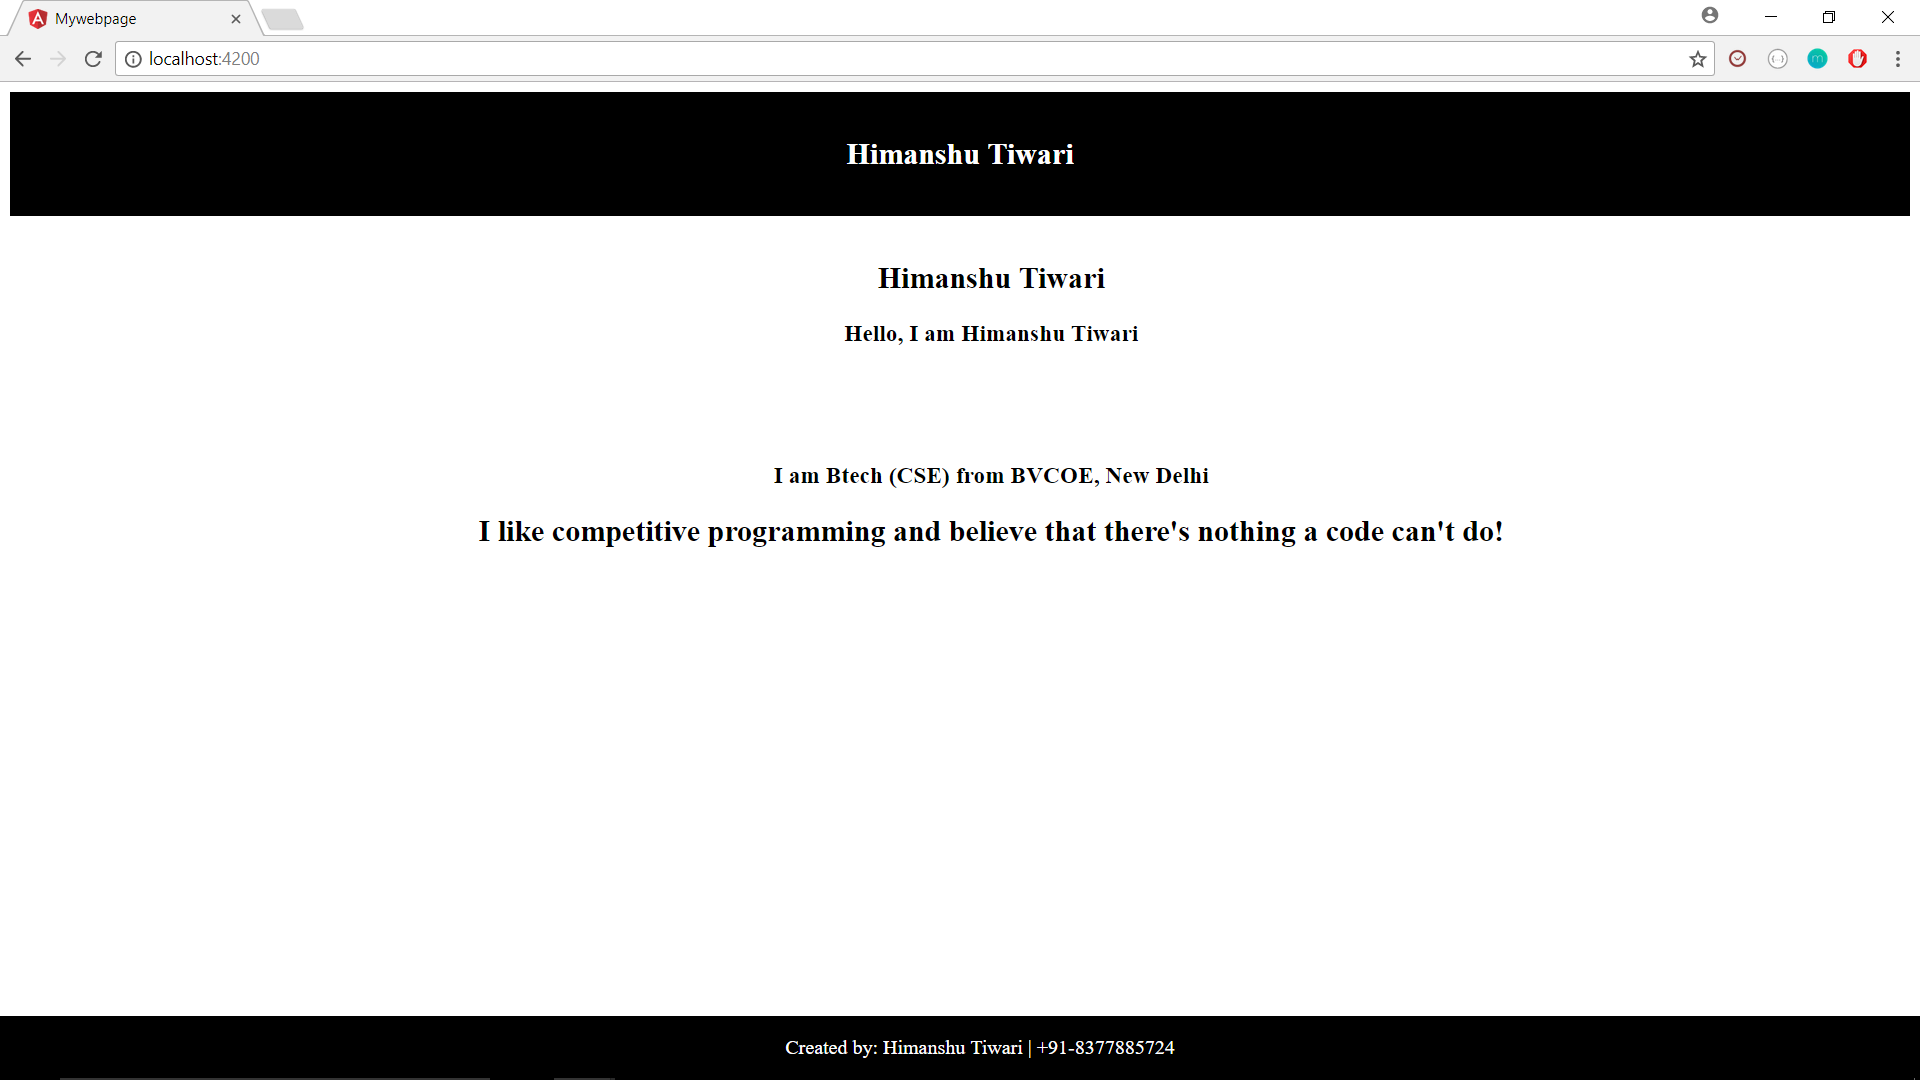 Mywebpage
localhost:4200
Himanshu Tiwari
Himanshu Tiwari
Hello, I am Himanshu Tiwari
I am Btech (CSE) from BVCOE, New Delhi
I like competitive programming and believe that there's nothing a code can't do!
Created by: Himanshu Tiwari | +91-8377885724